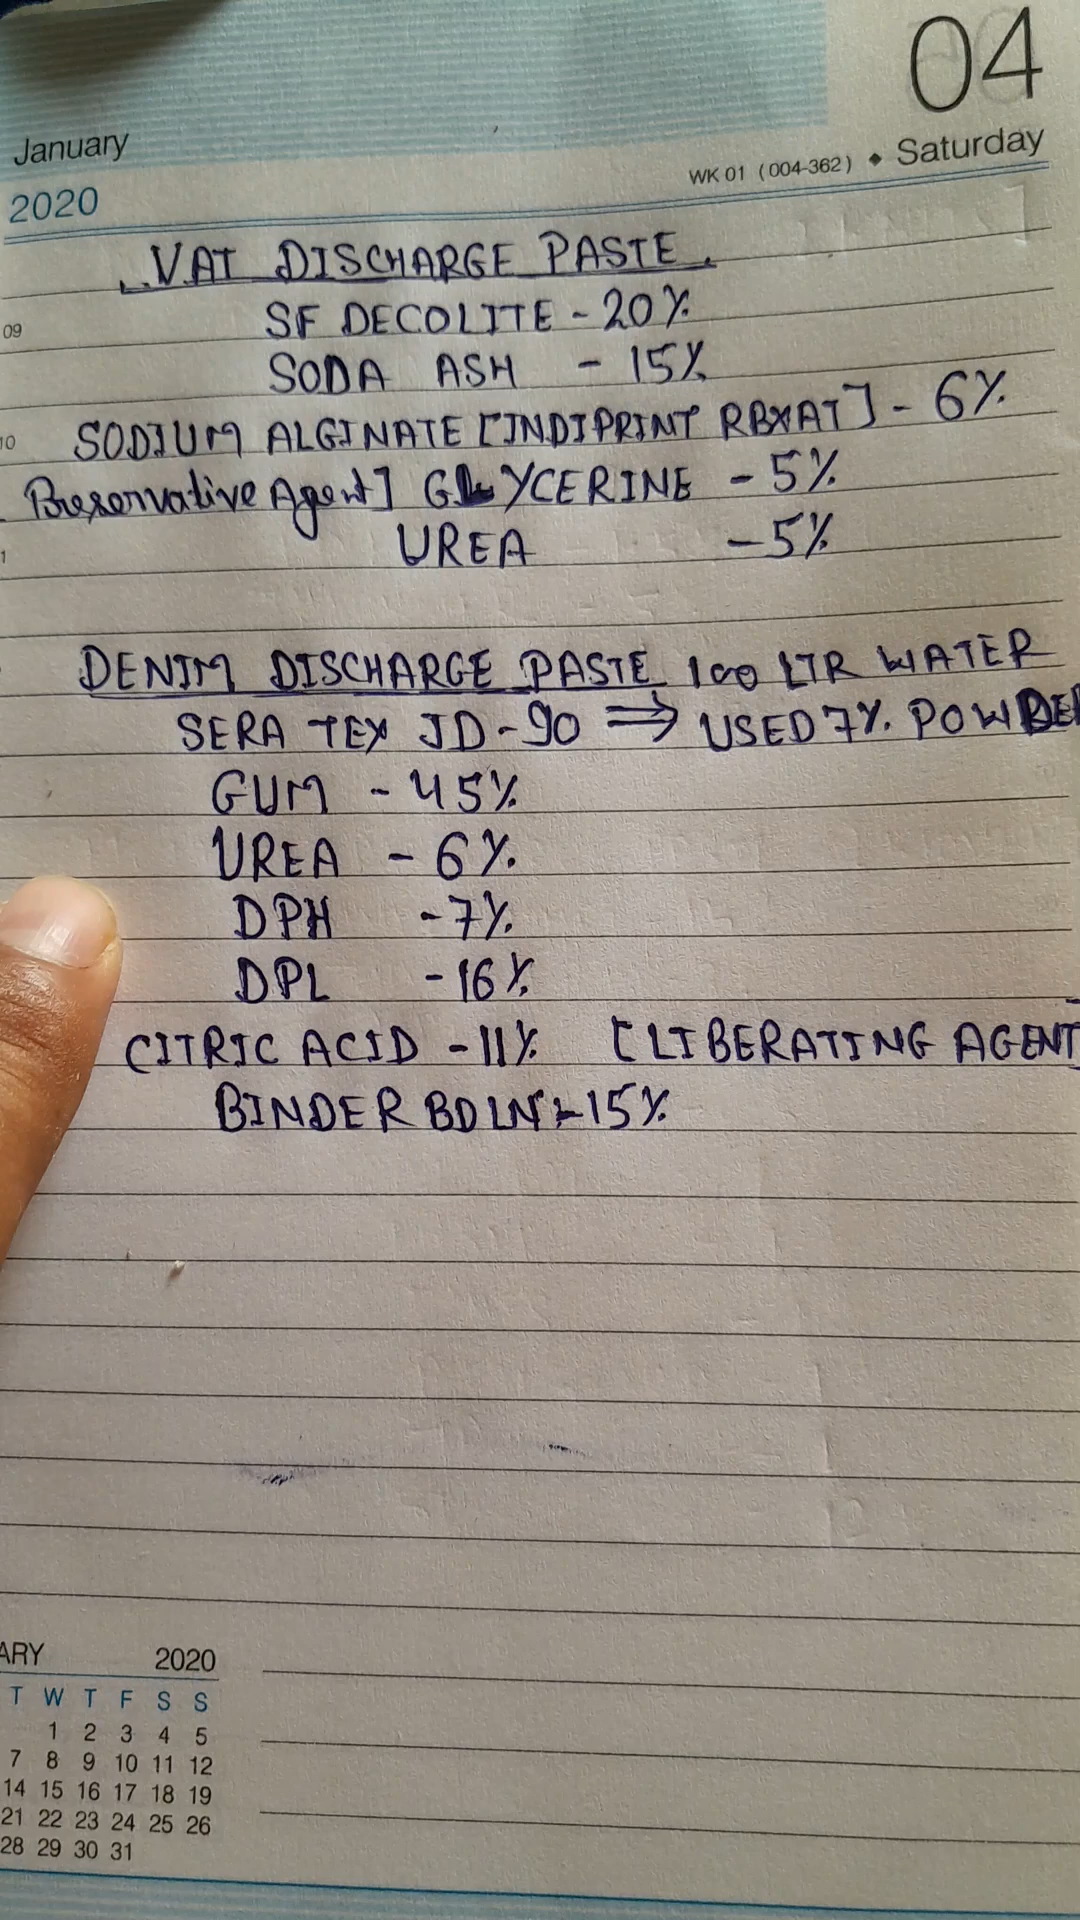 04
January
WK 01 (004-362) ♦ Saturday
2020
VAT DISCHARGE PASTE.
09
SF DECOLITE - 20%
SODA ASH - 15%
10
SODIUM ALGINATE [INDIPRINT RBXAT] - 6%
Preservative Agent] GLYCERINE - 5%
UREA - 5%
DENIM DISCHARGE PASTE 100 LTR WATER
SERA TEX JD-90 ⇒ USED 7% POWDER
GUM - 45%
UREA - 6%
DPH - 7%
DPL - 16%
CITRIC ACID - 11% [LIBERATING AGENT]
BINDER BDLN - 15%
ARY 2020
T W T F S S
1 2 3 4 5
7 8 9 10 11 12
14 15 16 17 18 19
21 22 23 24 25 26
28 29 30 31